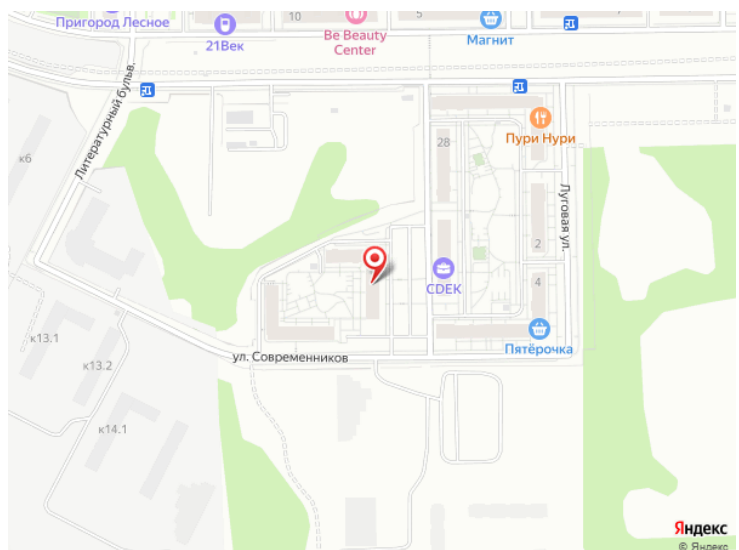 Пригород Лесное
10
5
7
21Век
Be Beauty
Center
Магнит
Литературный бульв.
к6
28
Пури Нури
Луговая ул.
2
4
CDEK
к13.1
к13.2
ул. Современников
Пятёрочка
к14.1
Яндекс
© Яндекс